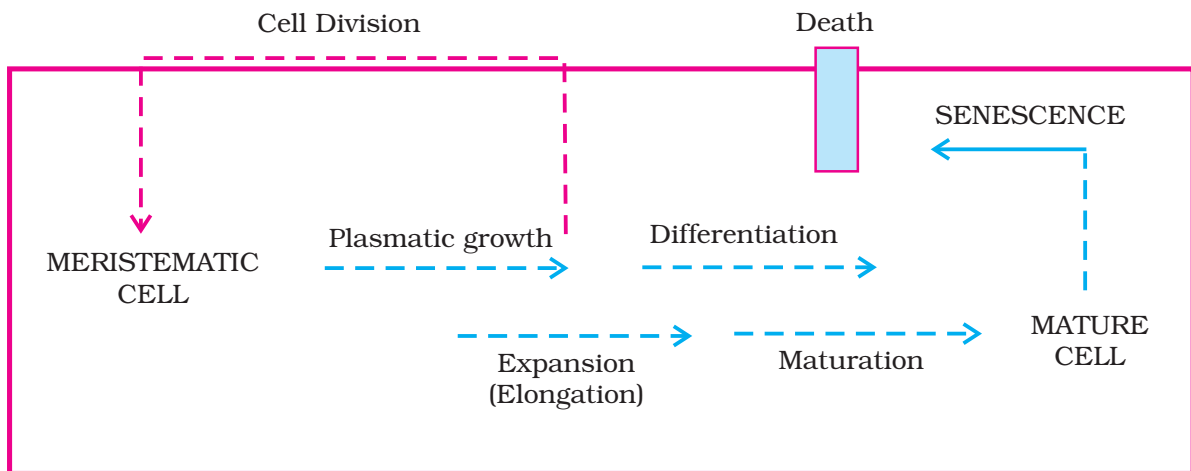 Cell Division
Death
SENESCENCE
Plasmatic growth
Differentiation
MERISTEMATIC
CELL
Expansion
(Elongation)
Maturation
MATURE
CELL